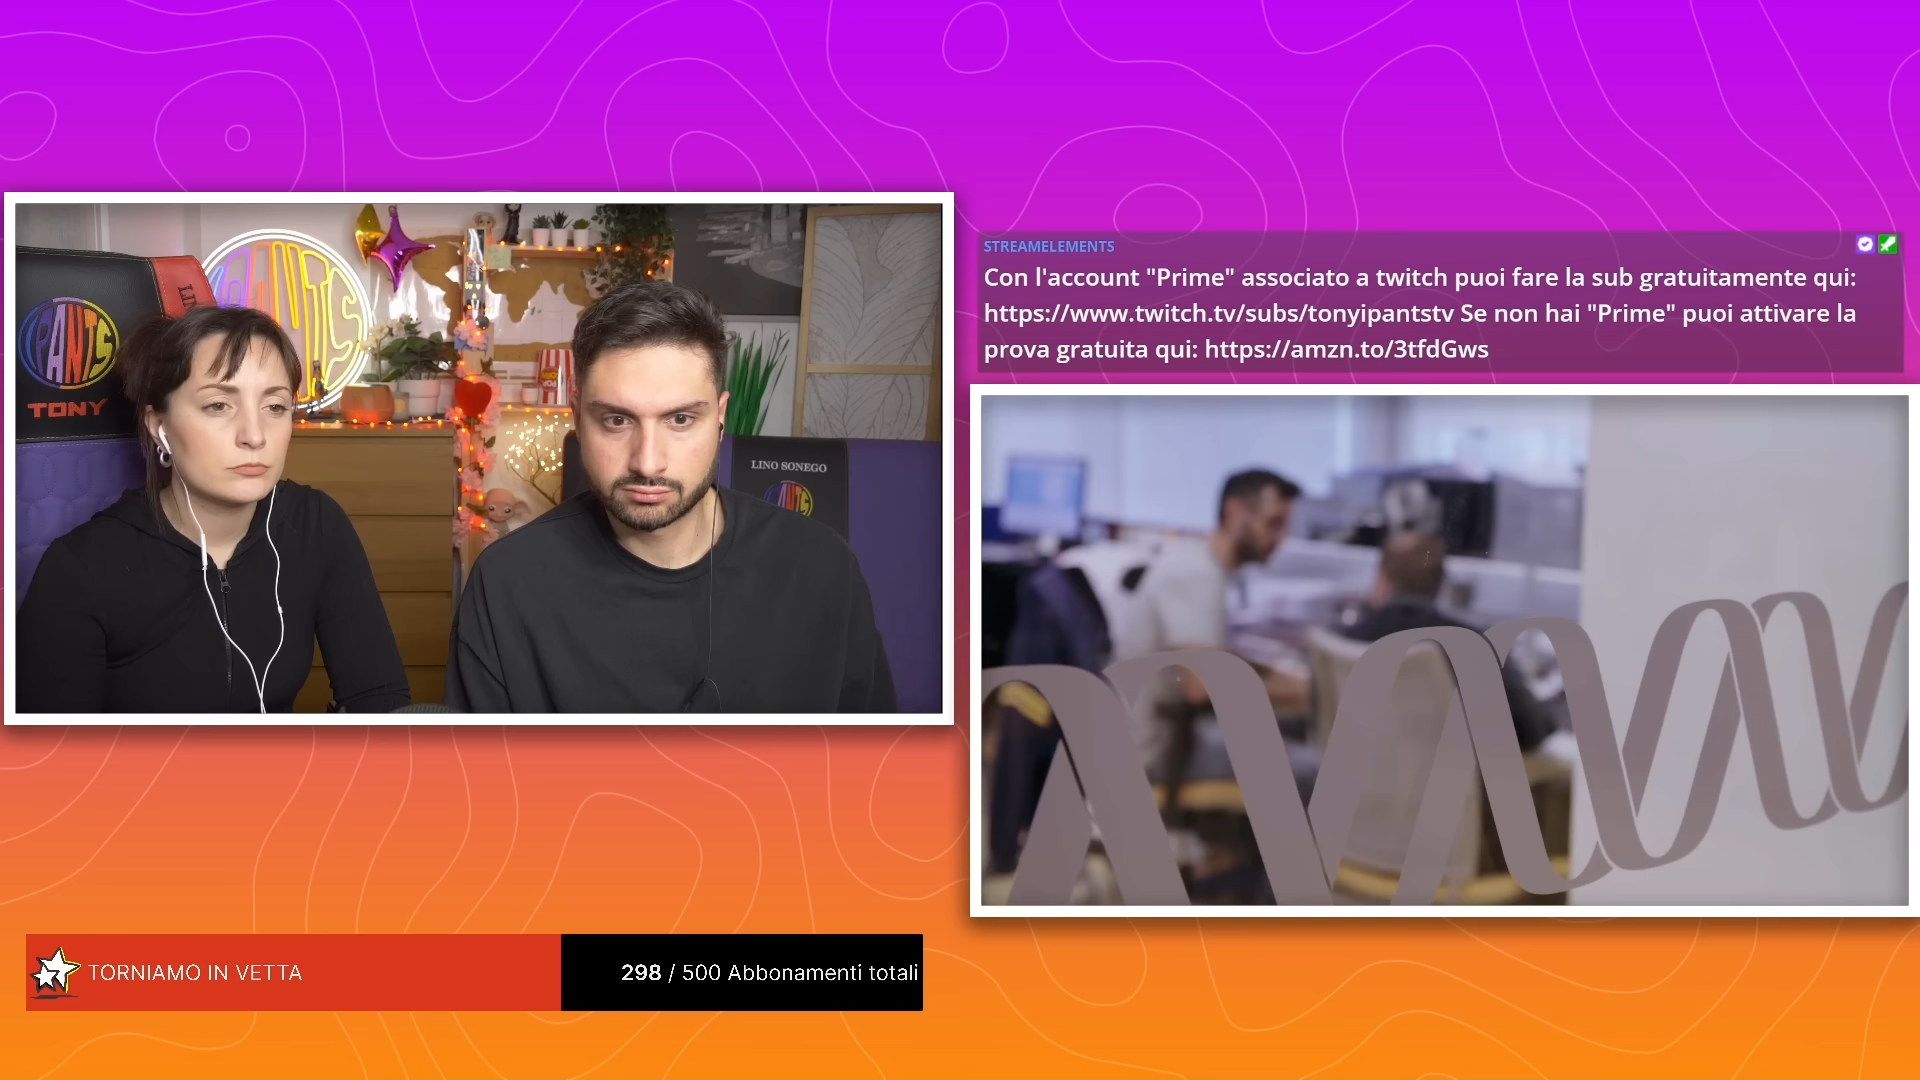 STREAMELEMENTS
Con l'account "Prime" associato a twitch puoi fare la sub gratuitamente qui:
https://www.twitch.tv/subs/tonyipantstv Se non hai "Prime" puoi attivare la
prova gratuita qui: https://amzn.to/3tfdGws
IPANTS
TONY
IPANTS
LINO SONEGO
TORNIAMO IN VETTA
298 / 500 Abbonamenti totali